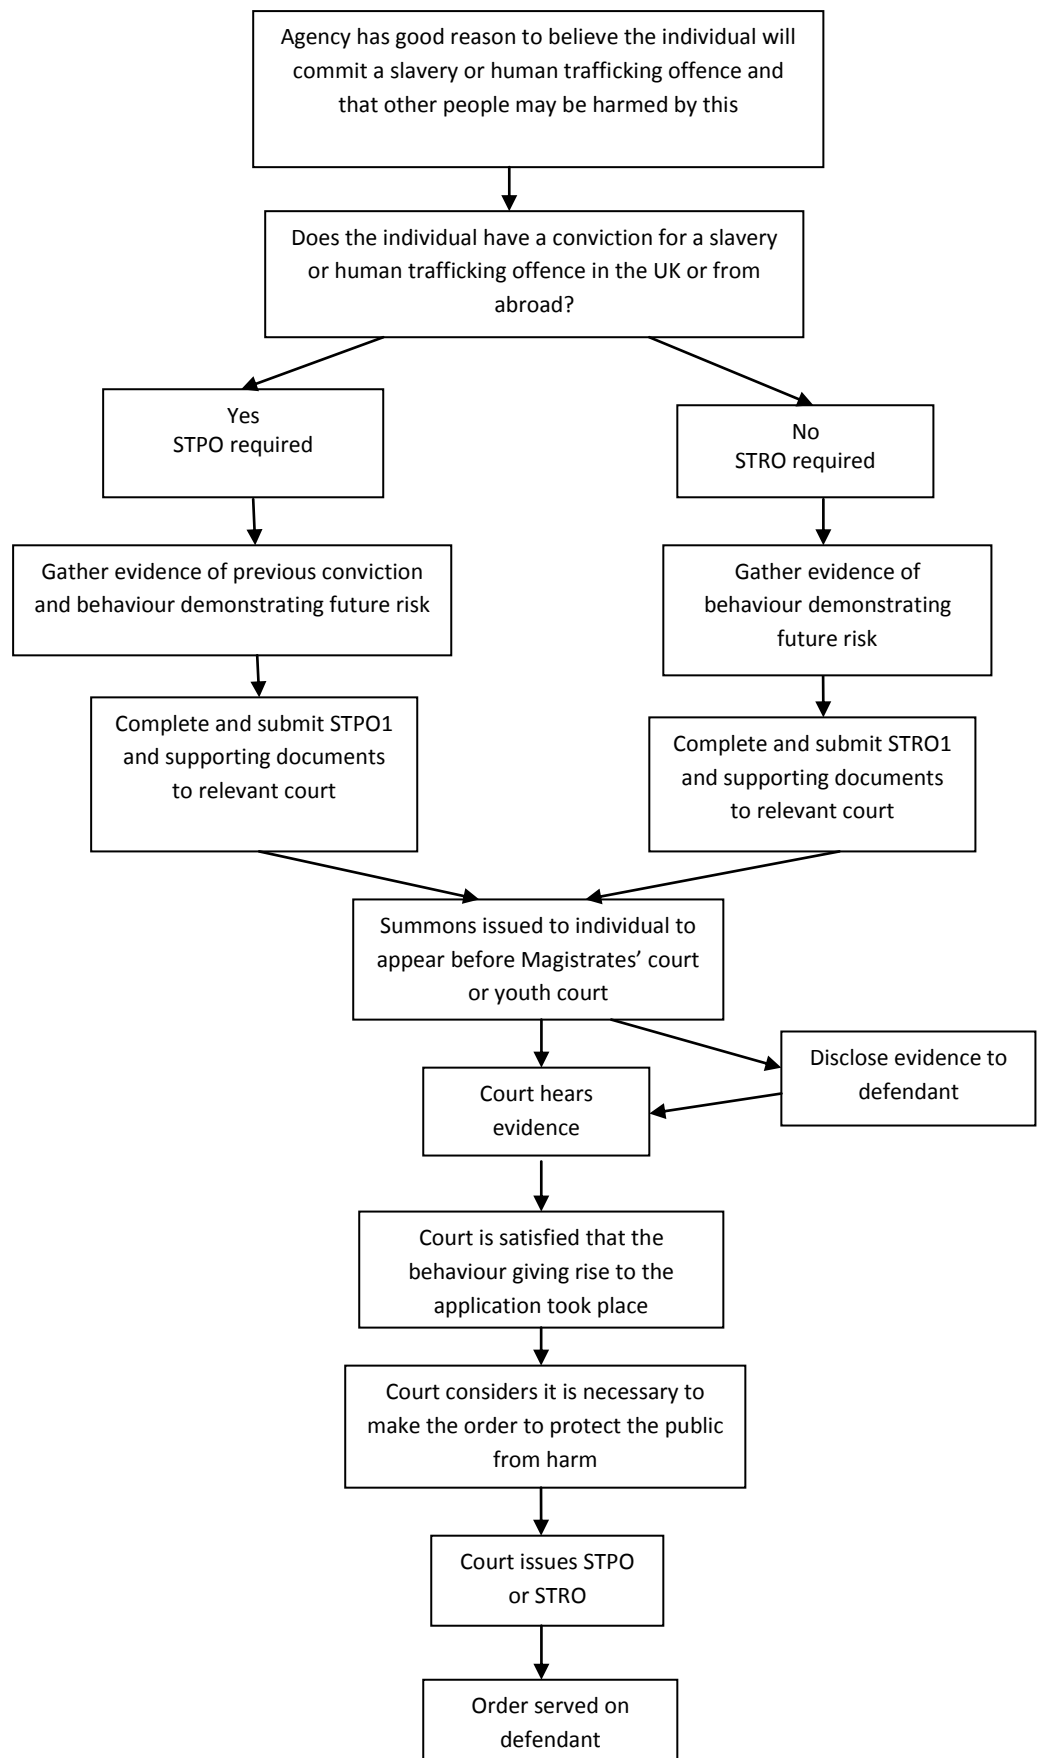 Agency has good reason to believe the individual will
commit a slavery or human trafficking offence and
that other people may be harmed by this
Does the individual have a conviction for a slavery
or human trafficking offence in the UK or from
abroad?
Yes
STPO required
No
STRO required
Gather evidence of previous conviction
and behaviour demonstrating future risk
Gather evidence of
behaviour demonstrating
future risk
Complete and submit STPO1
and supporting documents
to relevant court
Complete and submit STRO1
and supporting documents
to relevant court
Summons issued to individual to
appear before Magistrates’ court
or youth court
Disclose evidence to
defendant
Court hears
evidence
Court is satisfied that the
behaviour giving rise to the
application took place
Court considers it is necessary to
make the order to protect the public
from harm
Court issues STPO
or STRO
Order served on
defendant